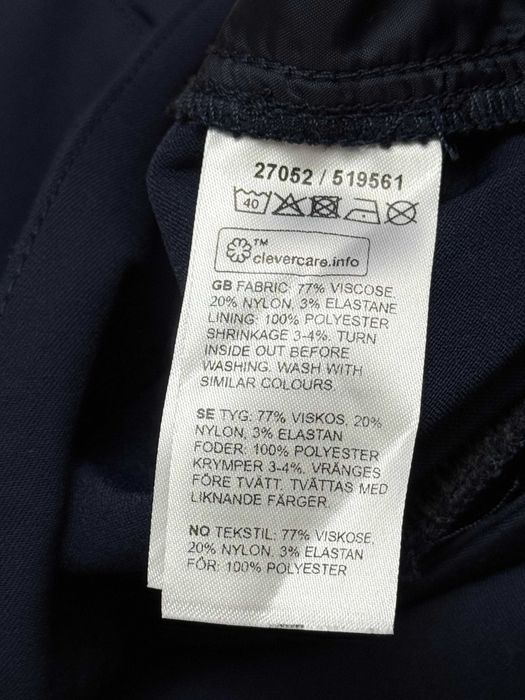 27052 / 519561
40
TM
clevercare.info
GB FABRIC: 77% VISCOSE
20% NYLON, 3% ELASTANE
LINING: 100% POLYESTER
SHRINKAGE 3-4%. TURN
INSIDE OUT BEFORE
WASHING. WASH WITH
SIMILAR COLOURS.
SE TYG: 77% VISKOS, 20%
NYLON, 3% ELASTAN
FODER: 100% POLYESTER
KRYMPER 3-4%. VRÄNGES
FÖRE TVÄTT. TVÄTTAS MED
LIKNANDE FÄRGER.
NO TEKSTIL: 77% VISKOSE,
20% NYLON, 3% ELASTAN
FÔR: 100% POLYESTER